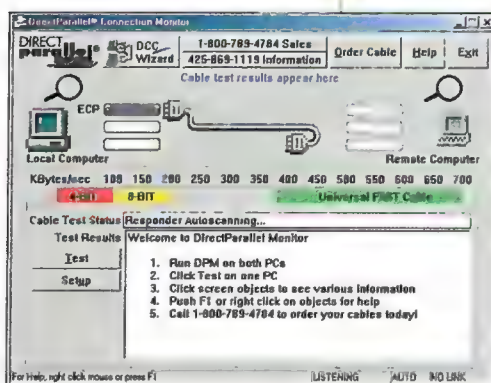 DirectParallel® Connection Monitor
DIRECT parallel®
DCC Wizard
1-800-789-4784 Sales
425-869-1119 Information
Order Cable
Help
Exit
Cable test results appear here
ECP
Local Computer
Remote Computer
KBytes/sec 100 150 200 250 300 350 400 450 500 550 600 650 700
4-BIT
8-BIT
Universal FAST Cable
Cable Test Status Responder Autoscanning...
Test Results Welcome to DirectParallel Monitor
Test
Setup
1. Run DPM on both PCs
2. Click Test on one PC
3. Click screen objects to see various information
4. Push F1 or right click on objects for help
5. Call 1-800-789-4784 to order your cables today!
For Help, right click mouse or press F1
LISTENING
AUTO
NO LINK